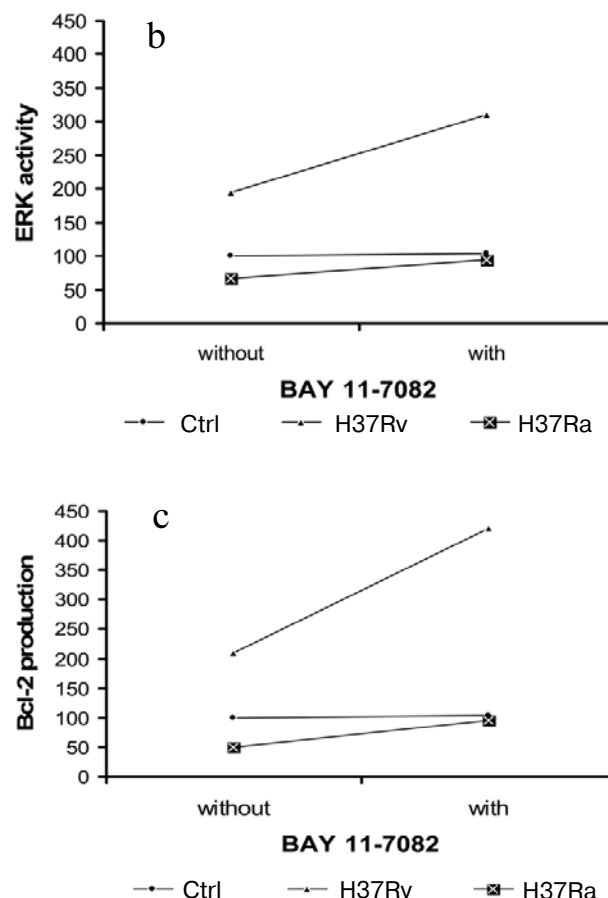 b
450
400
350
300
250
200
150
100
50
0
ERK activity
without with
BAY 11-7082
Ctrl H37Rv H37Ra
c
450
400
350
300
250
200
150
100
50
0
Bcl-2 production
without with
BAY 11-7082
Ctrl H37Rv H37Ra